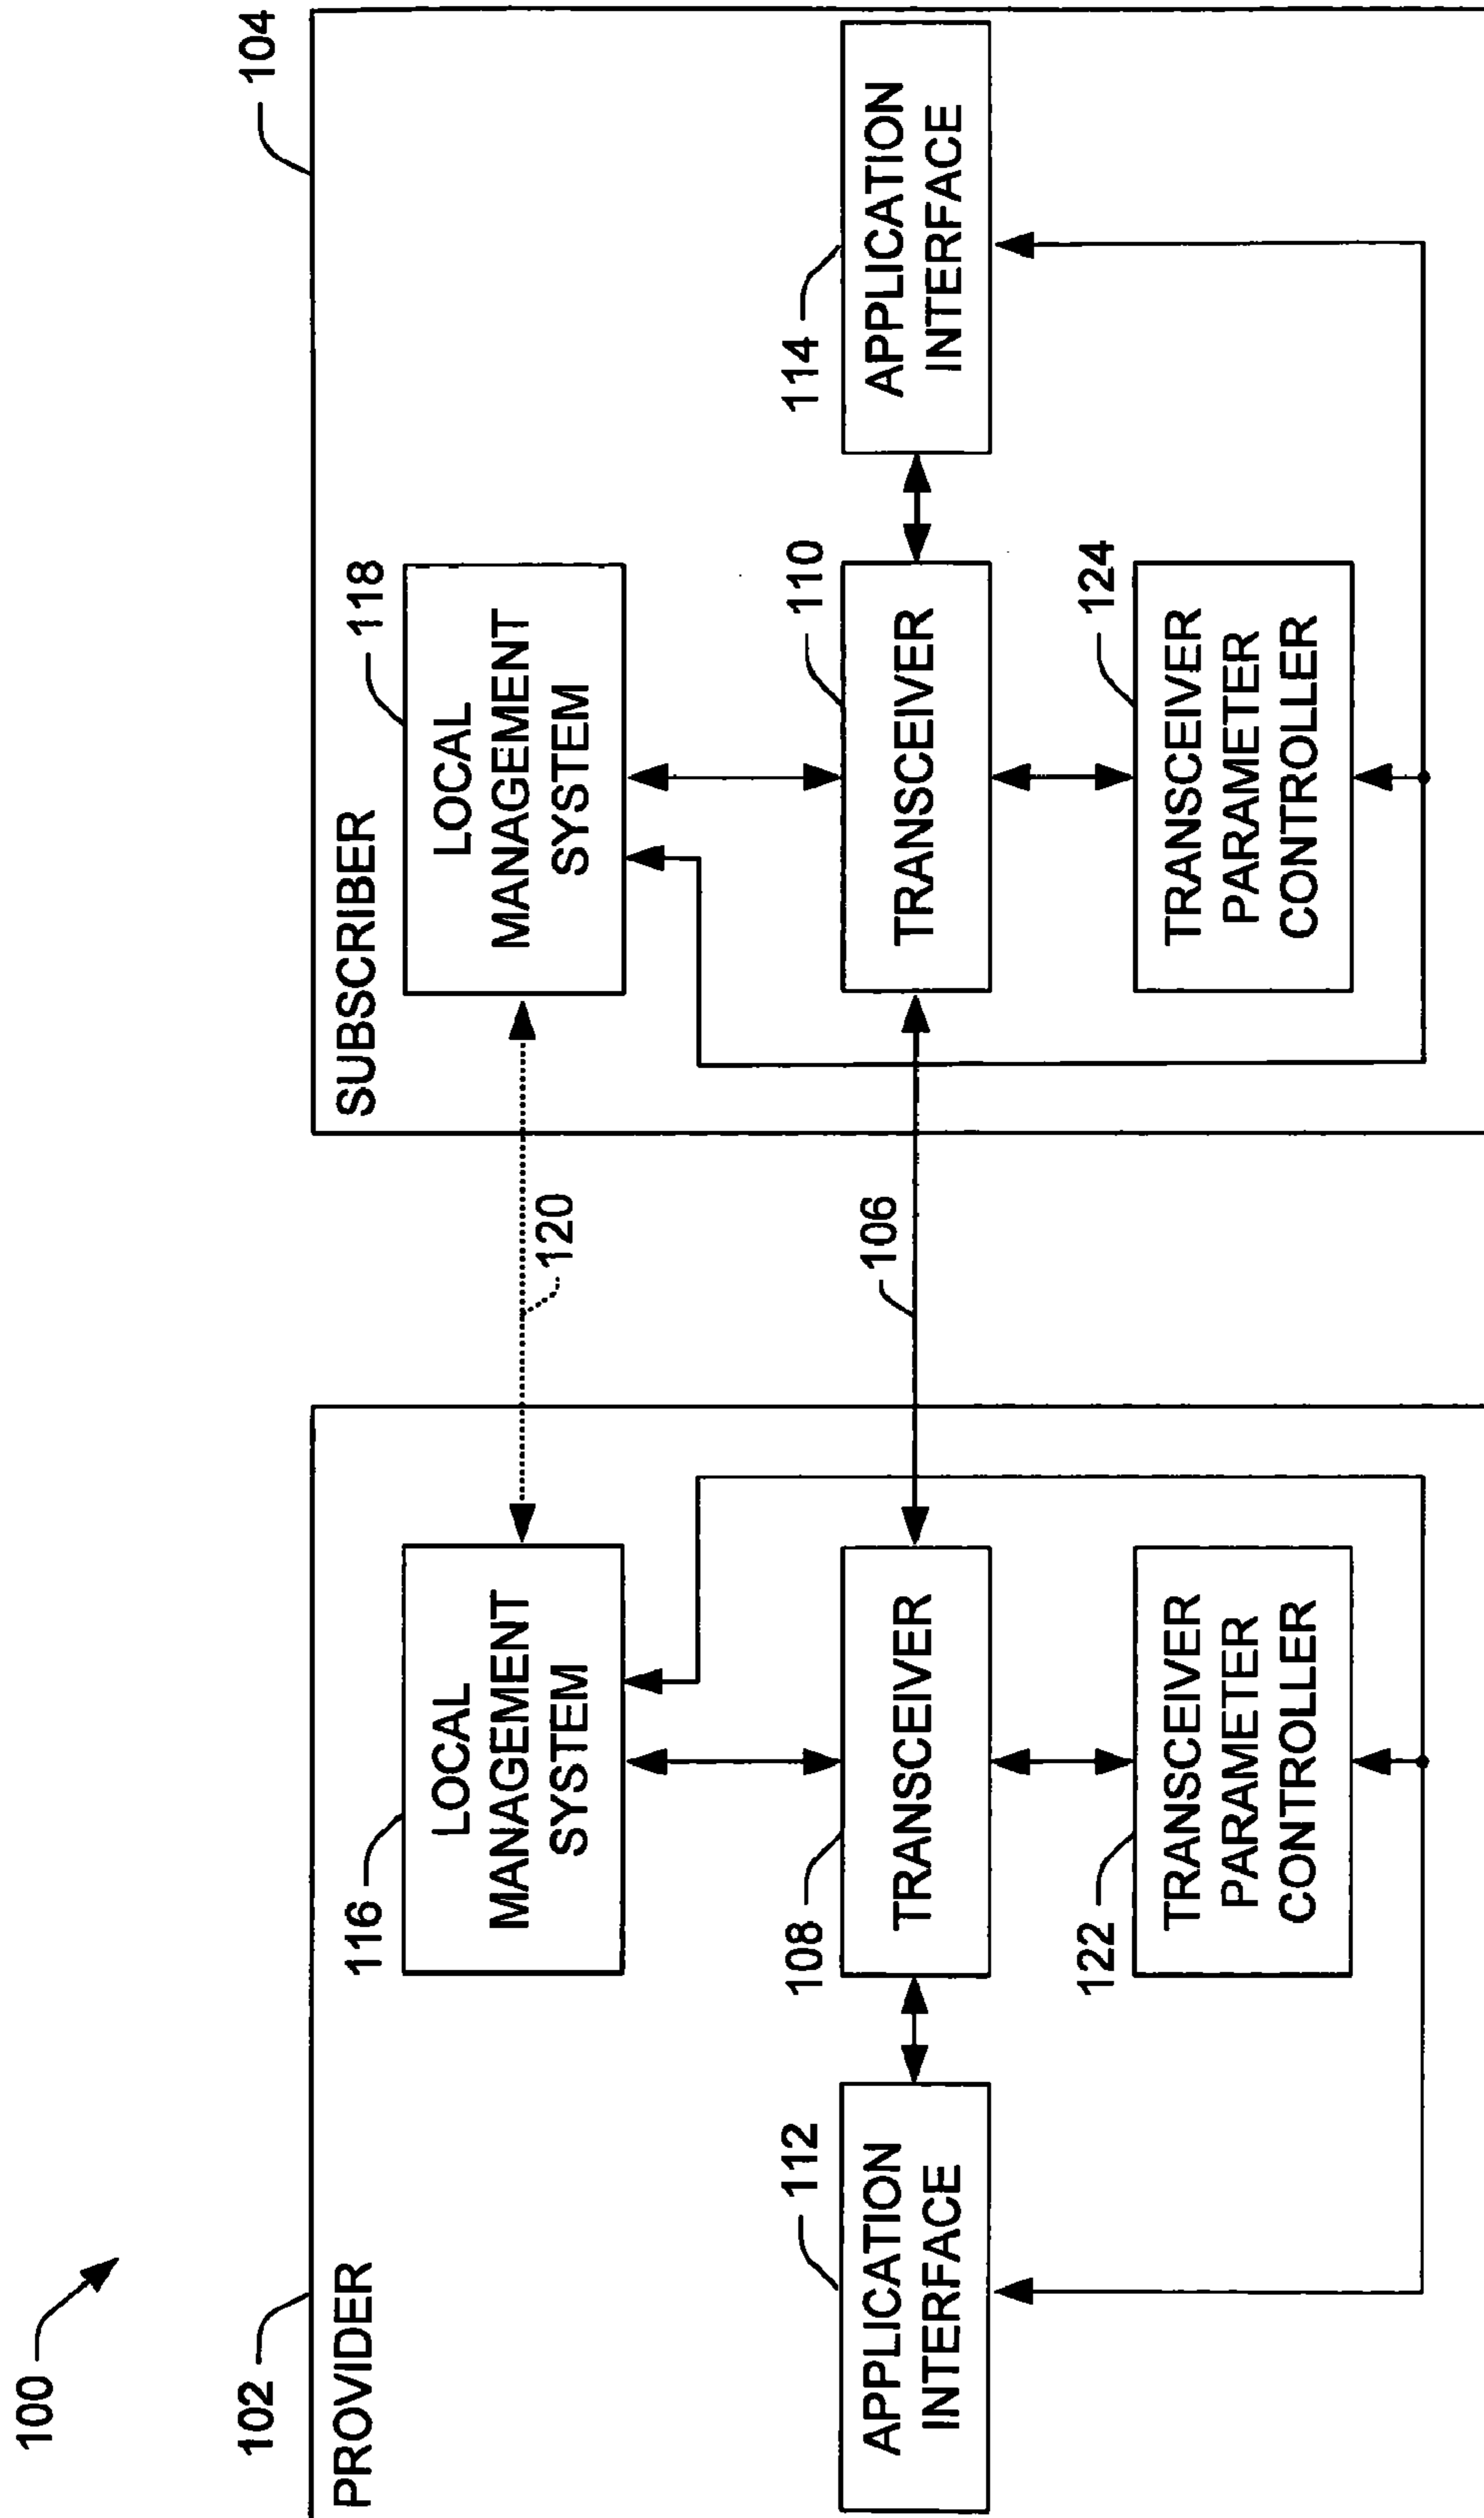 100
102
104
PROVIDER
SUBSCRIBER
116
LOCAL
MANAGEMENT
SYSTEM
120
118
LOCAL
MANAGEMENT
SYSTEM
112
APPLICATION
INTERFACE
108
TRANSCEIVER
106
110
TRANSCEIVER
114
APPLICATION
INTERFACE
122
TRANSCEIVER
PARAMETER
CONTROLLER
124
TRANSCEIVER
PARAMETER
CONTROLLER